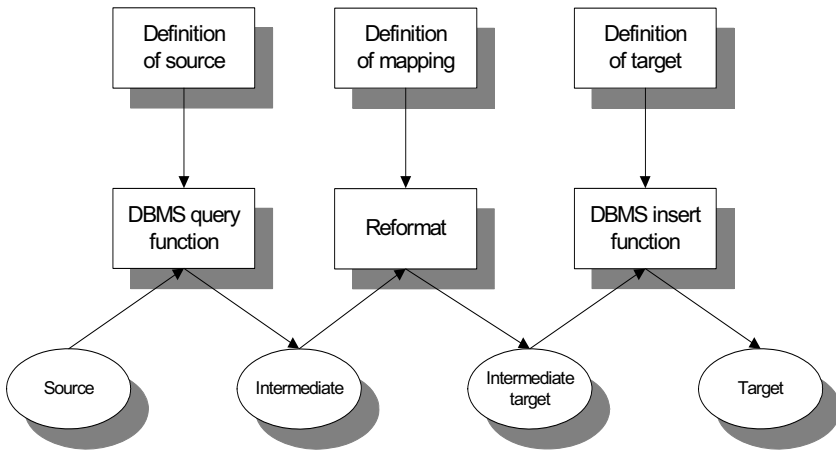 Definition
of source
Definition
of mapping
Definition
of target
DBMS query
function
Reformat
DBMS insert
function
Source
Intermediate
Intermediate
target
Target